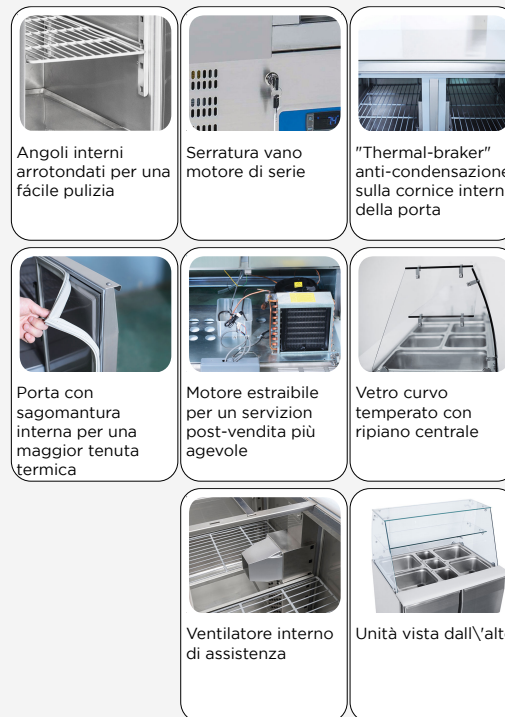 Angoli interni
arrotondati per una
fácile pulizia
Serratura vano
motore di serie
"Thermal-braker"
anti-condensazione
sulla cornice intern
della porta
Porta con
sagomantura
interna per una
maggior tenuta
termica
Motore estraibile
per un servizion
post-vendita più
agevole
Vetro curvo
temperato con
ripiano centrale
Ventilatore interno
di assistenza
Unità vista dall\'alt